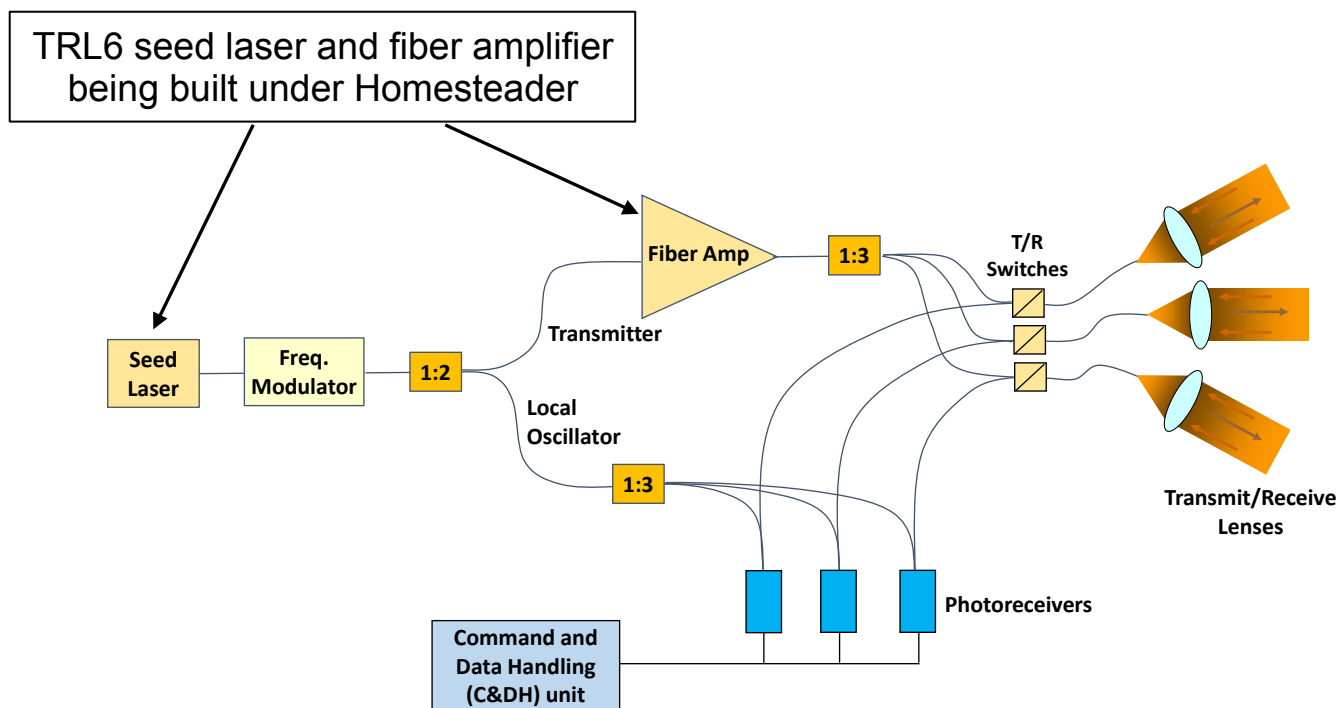 TRL6 seed laser and fiber amplifier
being built under Homesteader
Fiber Amp
1:3
T/R
Switches
Transmitter
Seed
Laser
Freq.
Modulator
1:2
Local
Oscillator
1:3
Transmit/Receive
Lenses
Photoreceivers
Command and
Data Handling
(C&DH) unit